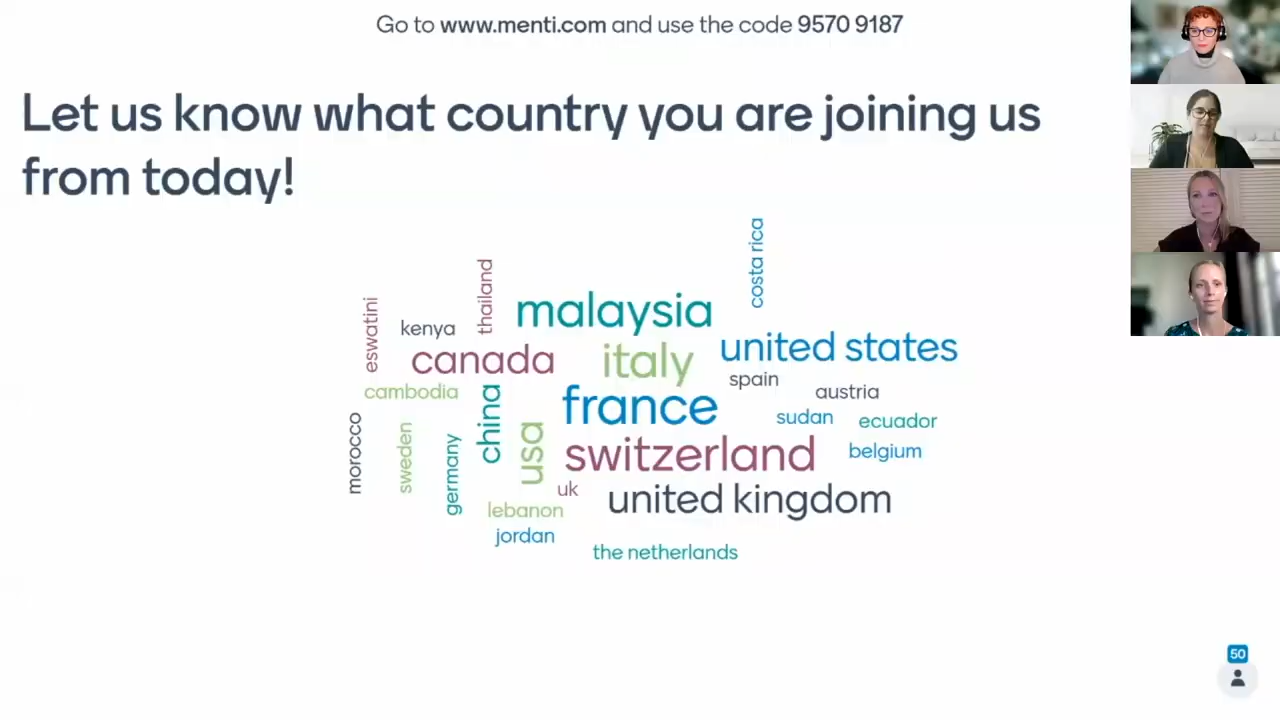 Go to www.menti.com and use the code 9570 9187
Let us know what country you are joining us
from today!
costa rica
thailand
eswatini
malaysia
kenya
united states
canada
italy
spain
cambodia
china
austria
france
morocco
sudan
ecuador
sweden
germany
usa
switzerland
belgium
uk
united kingdom
lebanon
jordan
the netherlands
50